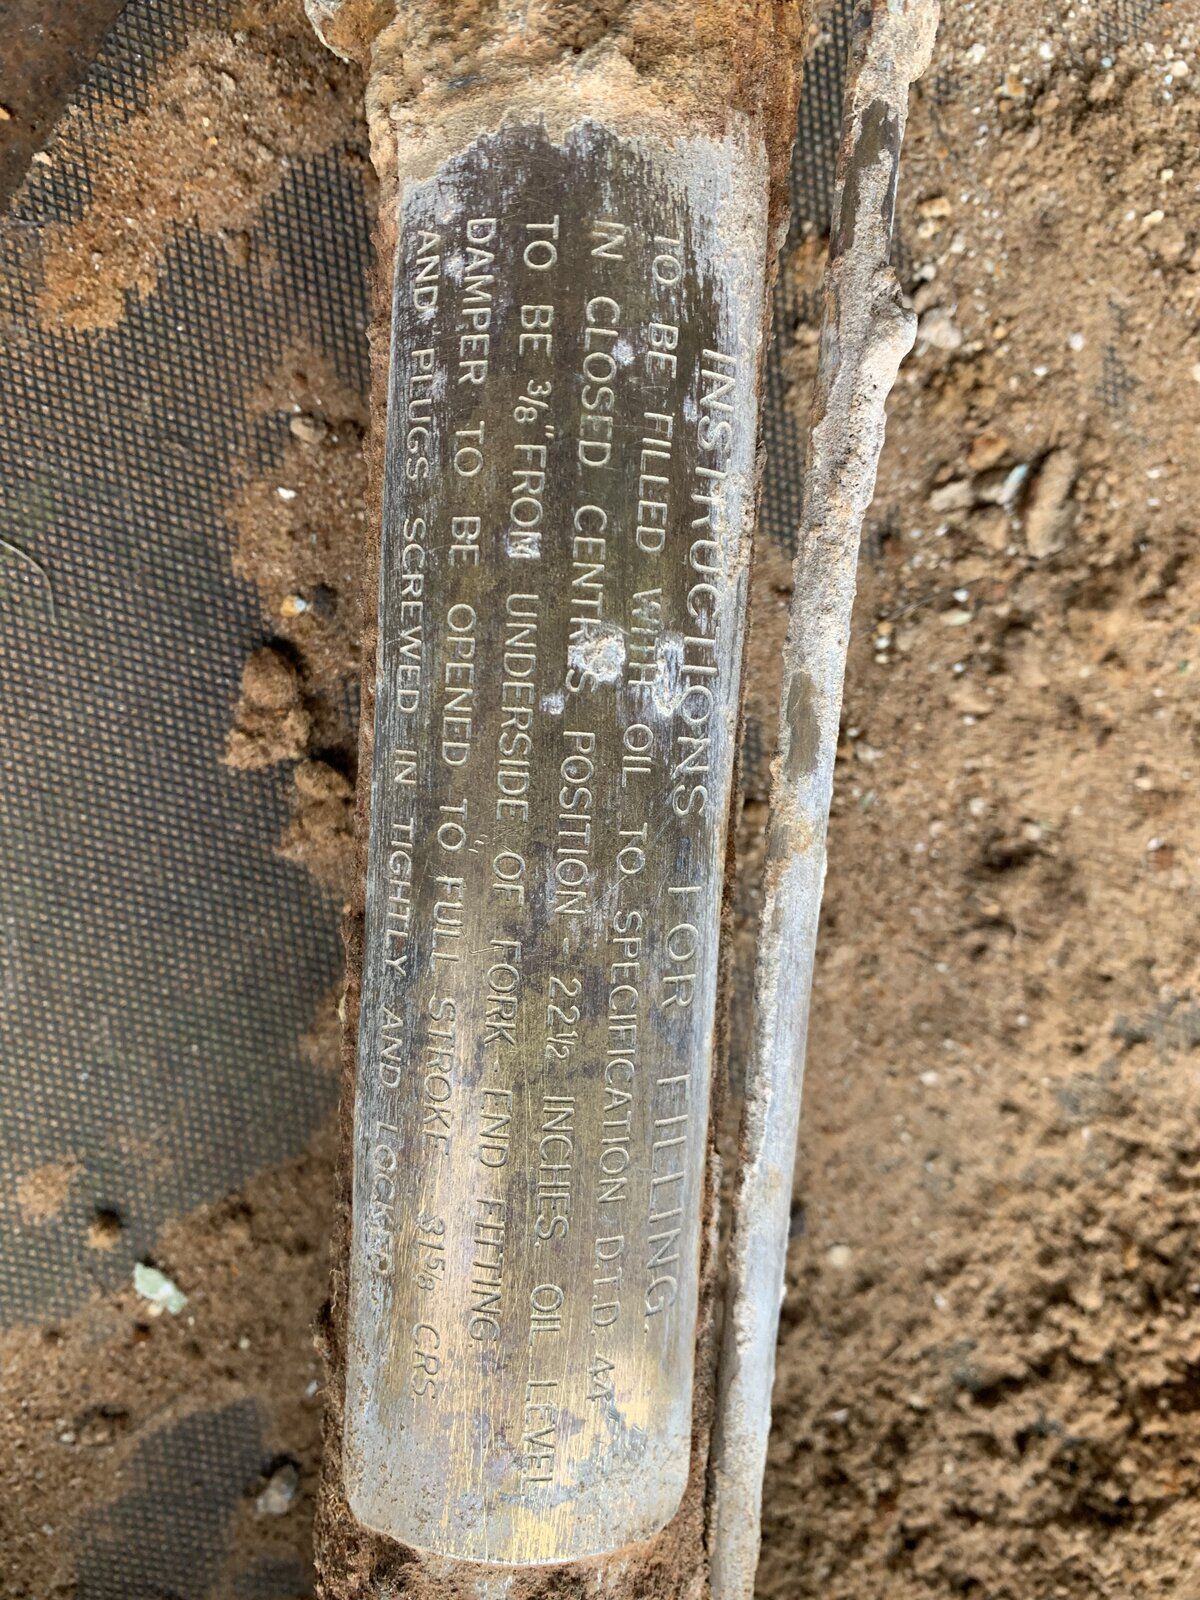 INSTRUCTIONS FOR FILLING.
TO BE FILLED WITH OIL TO SPECIFICATION D.T.D. 44
IN CLOSED CENTRES POSITION - 22½ INCHES. OIL LEVEL
TO BE ⅜" FROM UNDERSIDE OF FORK-END FITTING.
DAMPER TO BE OPENED TO "FULL STROKE 31⅝ CRS
AND PLUGS SCREWED IN TIGHTLY AND LOCKED